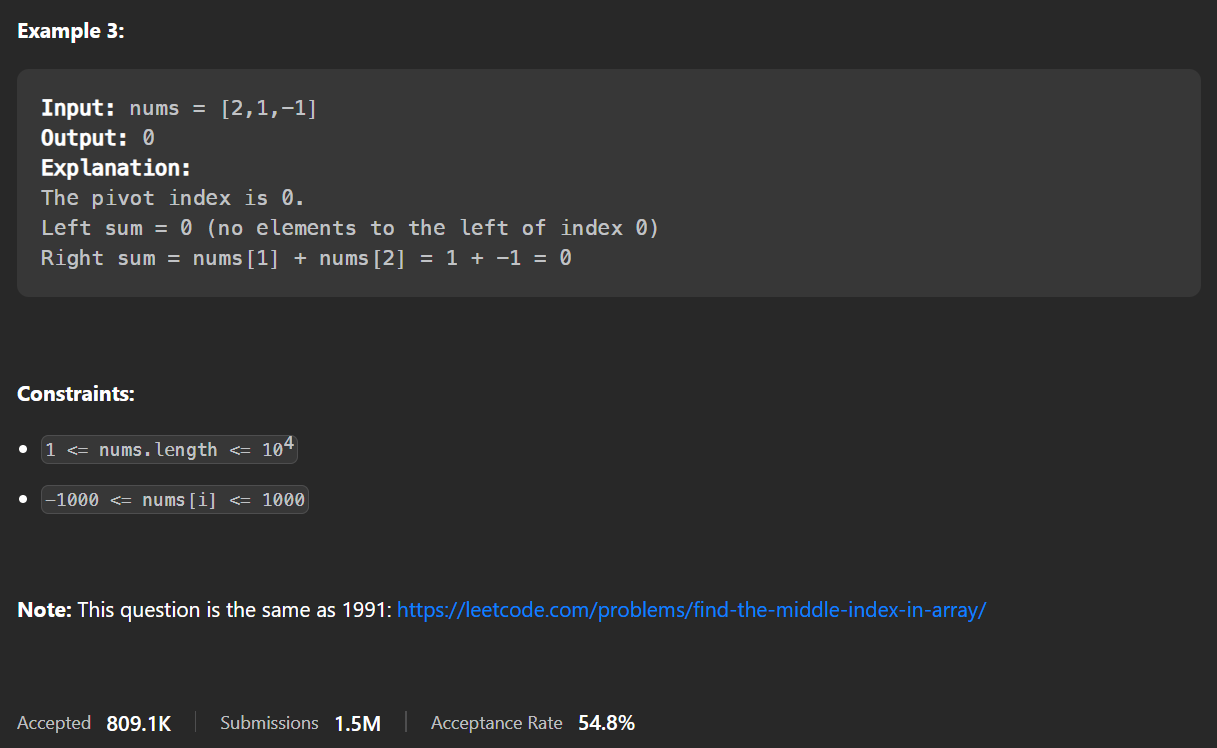 Example 3:
Input: nums = [2,1,−1]
Output: 0
Explanation:
The pivot index is 0.
Left sum = 0 (no elements to the left of index 0)
Right sum = nums[1] + nums[2] = 1 + −1 = 0
Constraints:
• 1 <= nums.length <= 10⁴
• −1000 <= nums[i] <= 1000
Note: This question is the same as 1991: https://leetcode.com/problems/find-the-middle-index-in-array/
Accepted 809.1K | Submissions 1.5M | Acceptance Rate 54.8%